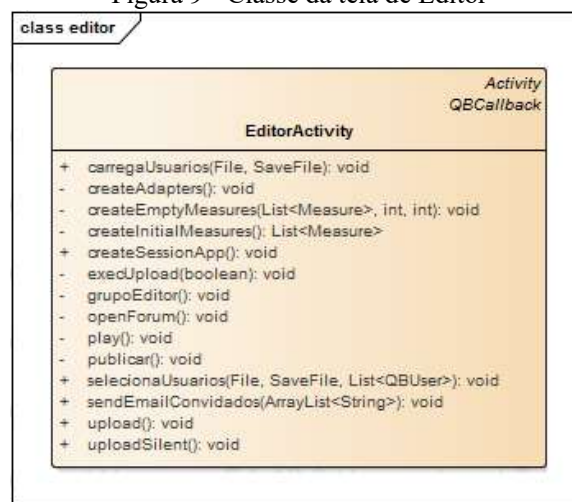 Figura 9 - Classe da tela de Editor
class editor
Activity
QBCallback
EditorActivity
+ carregaUsuarios(File, SaveFile): void
- createAdapters(): void
- createEmptyMeasures(List<Measure>, int, int): void
- createInitialMeasures(): List<Measure>
+ createSessionApp(): void
- execUpload(boolean): void
- grupoEditor(): void
- openForum(): void
- play(): void
- publicar(): void
+ selecionaUsuarios(File, SaveFile, List<QBUser>): void
+ sendEmailConvidados(ArrayList<String>): void
+ upload(): void
+ uploadSilent(): void